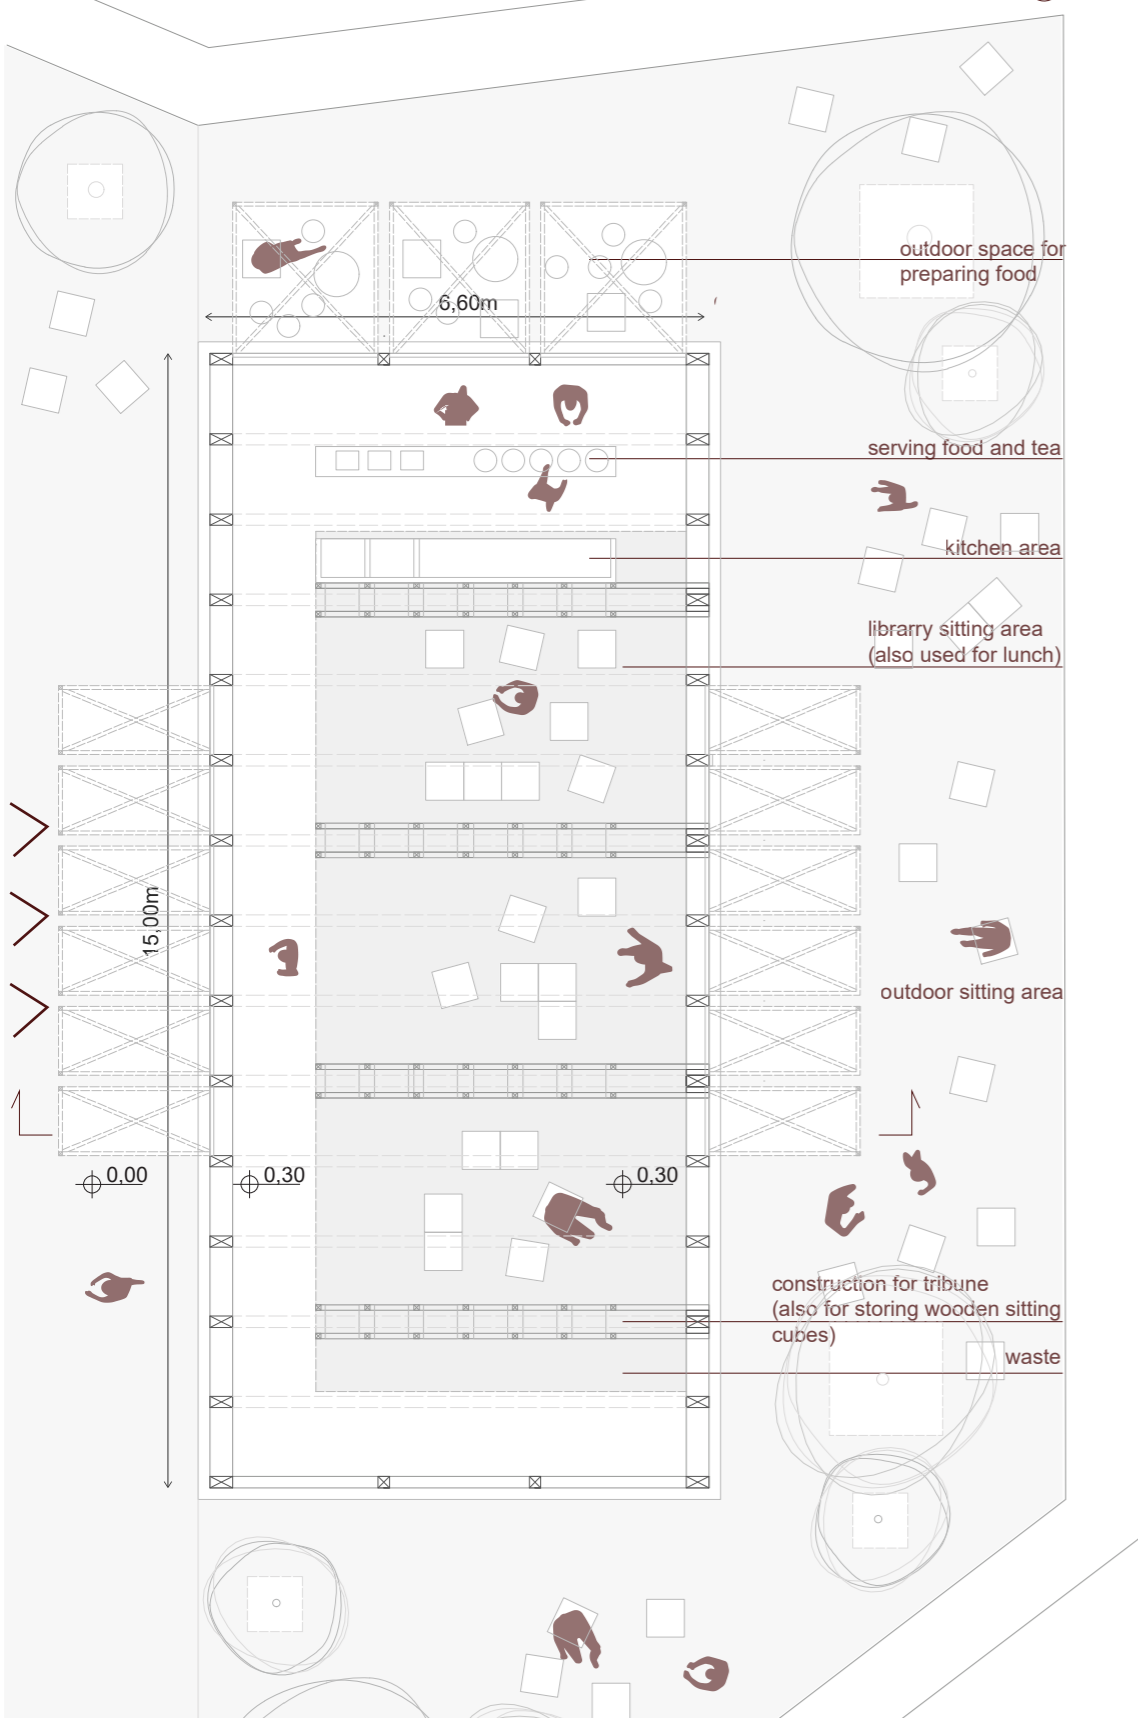 outdoor space for
preparing food
6,60m
serving food and tea
kitchen area
librarry sitting area
(also used for lunch)
15,00m
outdoor sitting area
0,00
0,30
0,30
construction for tribune
(also for storing wooden sitting
cubes)
waste